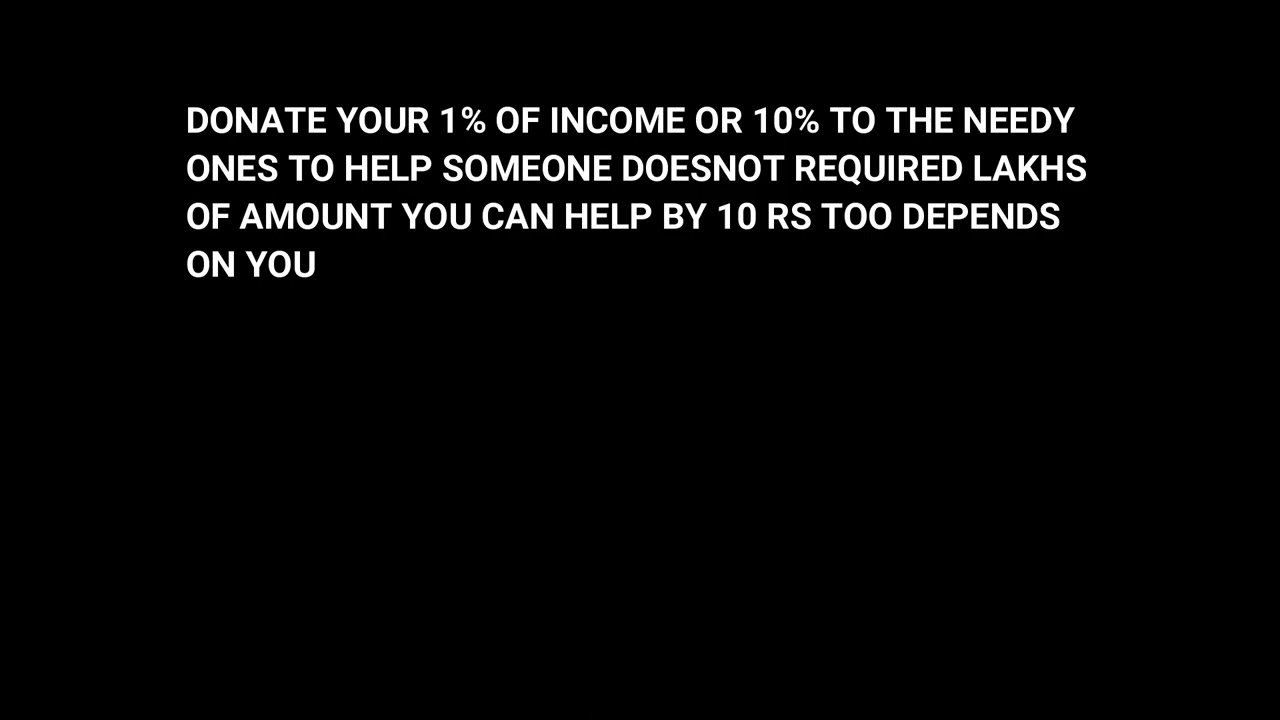 DONATE YOUR 1% OF INCOME OR 10% TO THE NEEDY
ONES TO HELP SOMEONE DOESNOT REQUIRED LAKHS
OF AMOUNT YOU CAN HELP BY 10 RS TOO DEPENDS
ON YOU